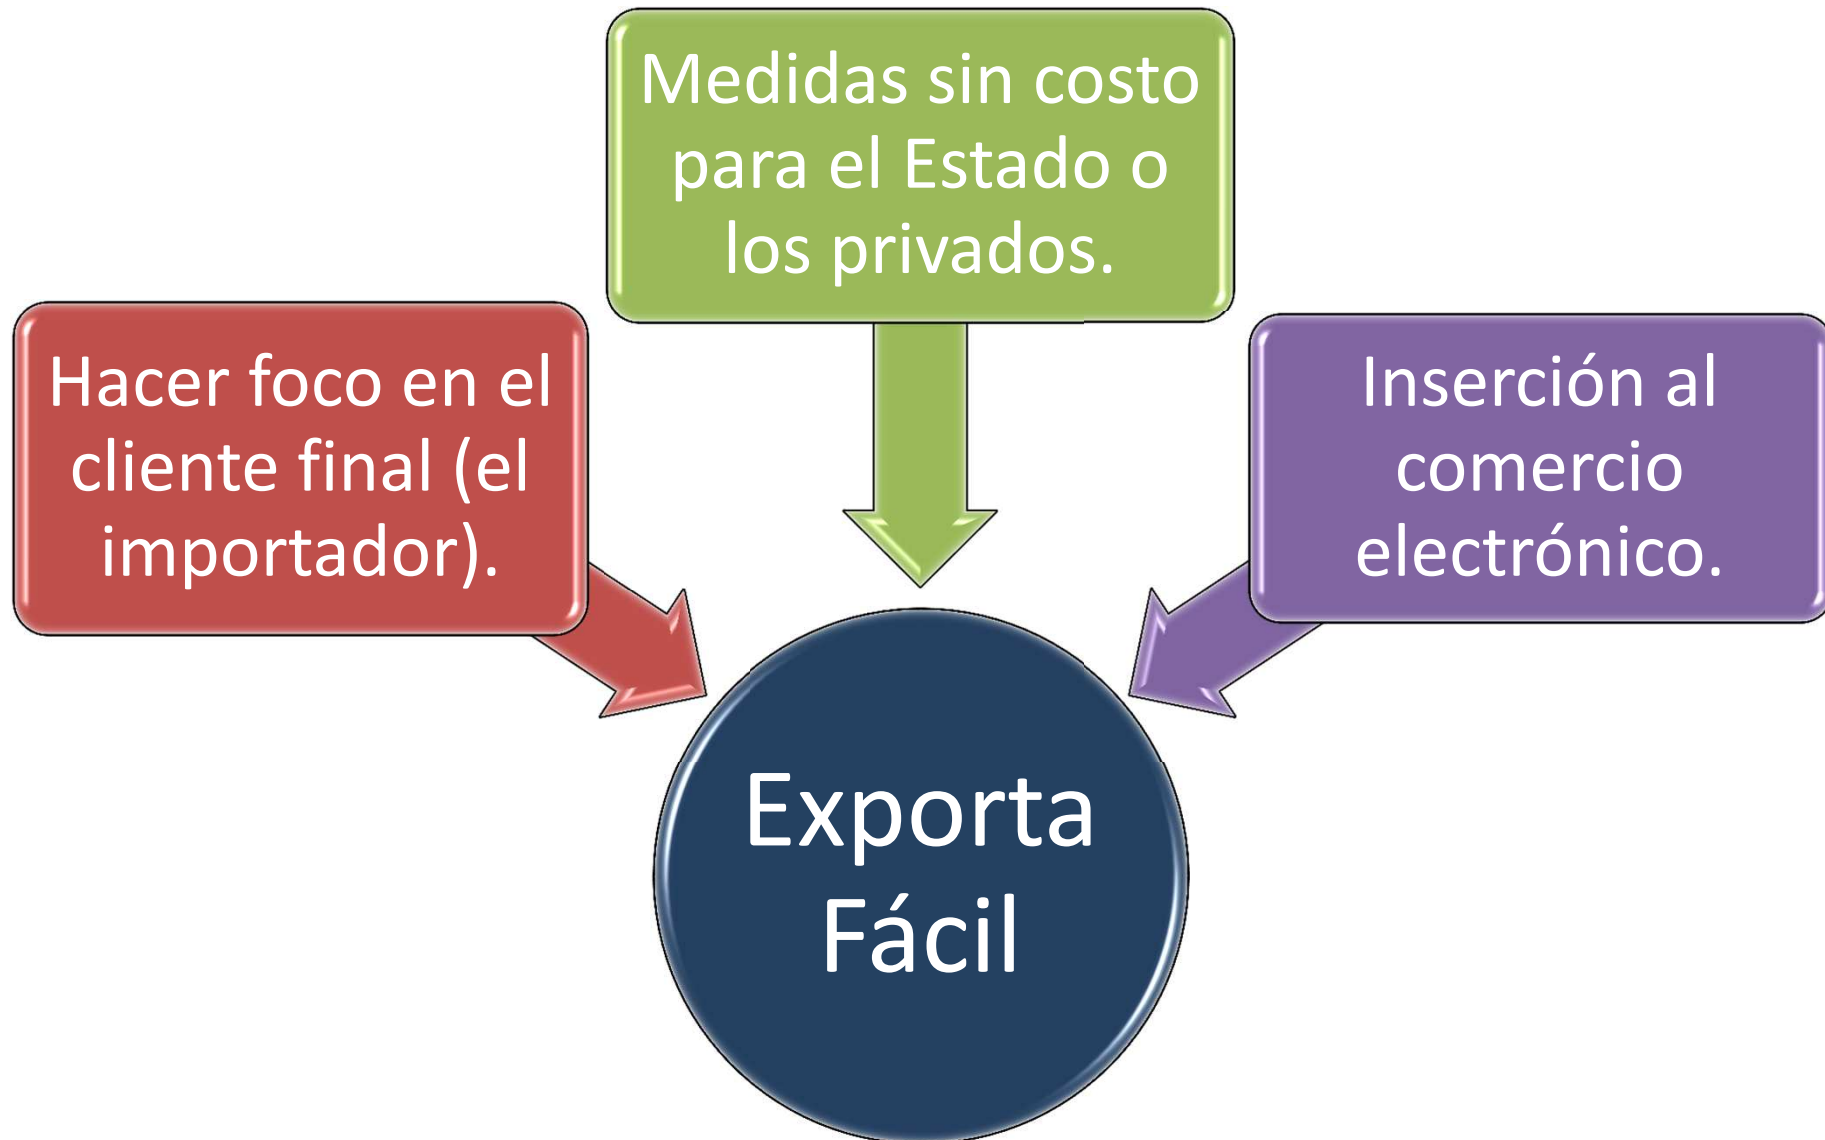 Medidas sin costo
para el Estado o
los privados.
Hacer foco en el
cliente final (el
importador).
Inserción al
comercio
electrónico.
Exporta
Fácil